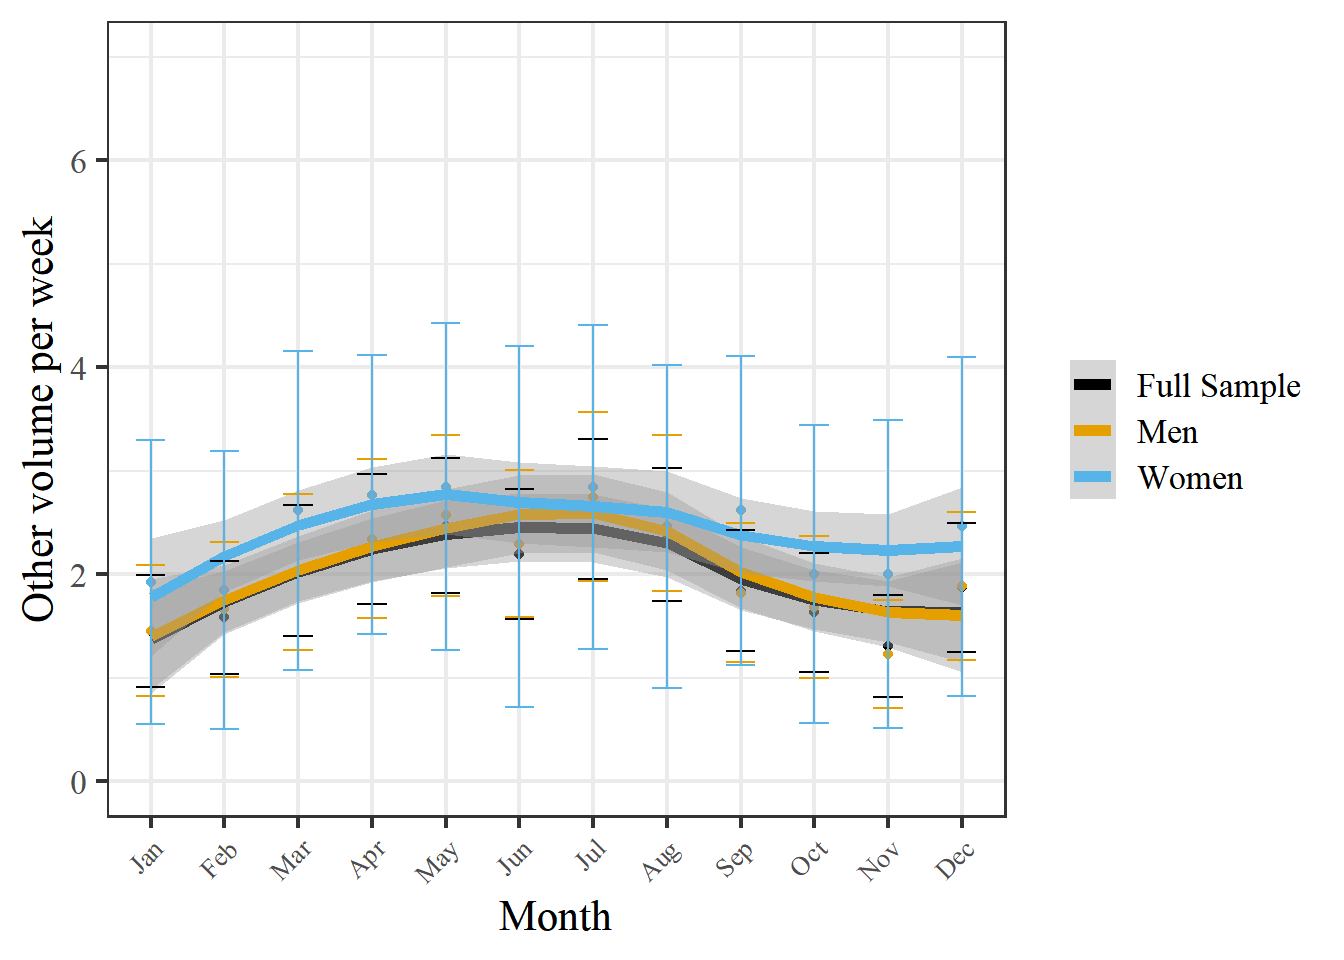 Other volume per week
6
4
2
0
Jan
Feb
Mar
Apr
May
Jun
Jul
Aug
Sep
Oct
Nov
Dec
Month
Full Sample
Men
Women